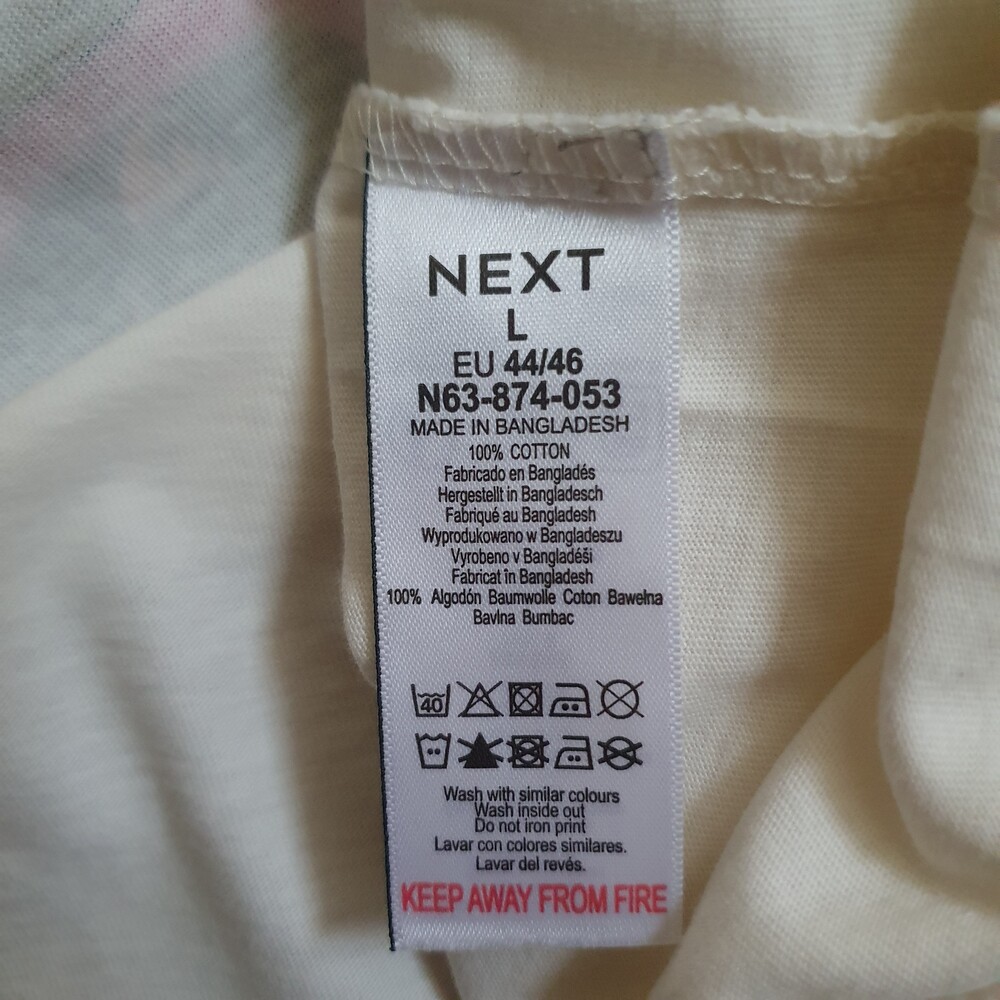 NEXT
L
EU 44/46
N63-874-053
MADE IN BANGLADESH
100% COTTON
Fabricado en Bangladés
Hergestellt in Bangladesch
Fabriqué au Bangladesh
Wyprodukowano w Bangladeszu
Vyrobeno v Bangladéši
Fabricat în Bangladesh
100% Algodón Baumwolle Coton Bawełna
Bavlna Bumbac
40
Wash with similar colours
Wash inside out
Do not iron print
Lavar con colores similares.
Lavar del revés.
KEEP AWAY FROM FIRE